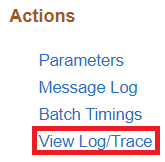 Actions
Parameters
Message Log
Batch Timings
View Log/Trace